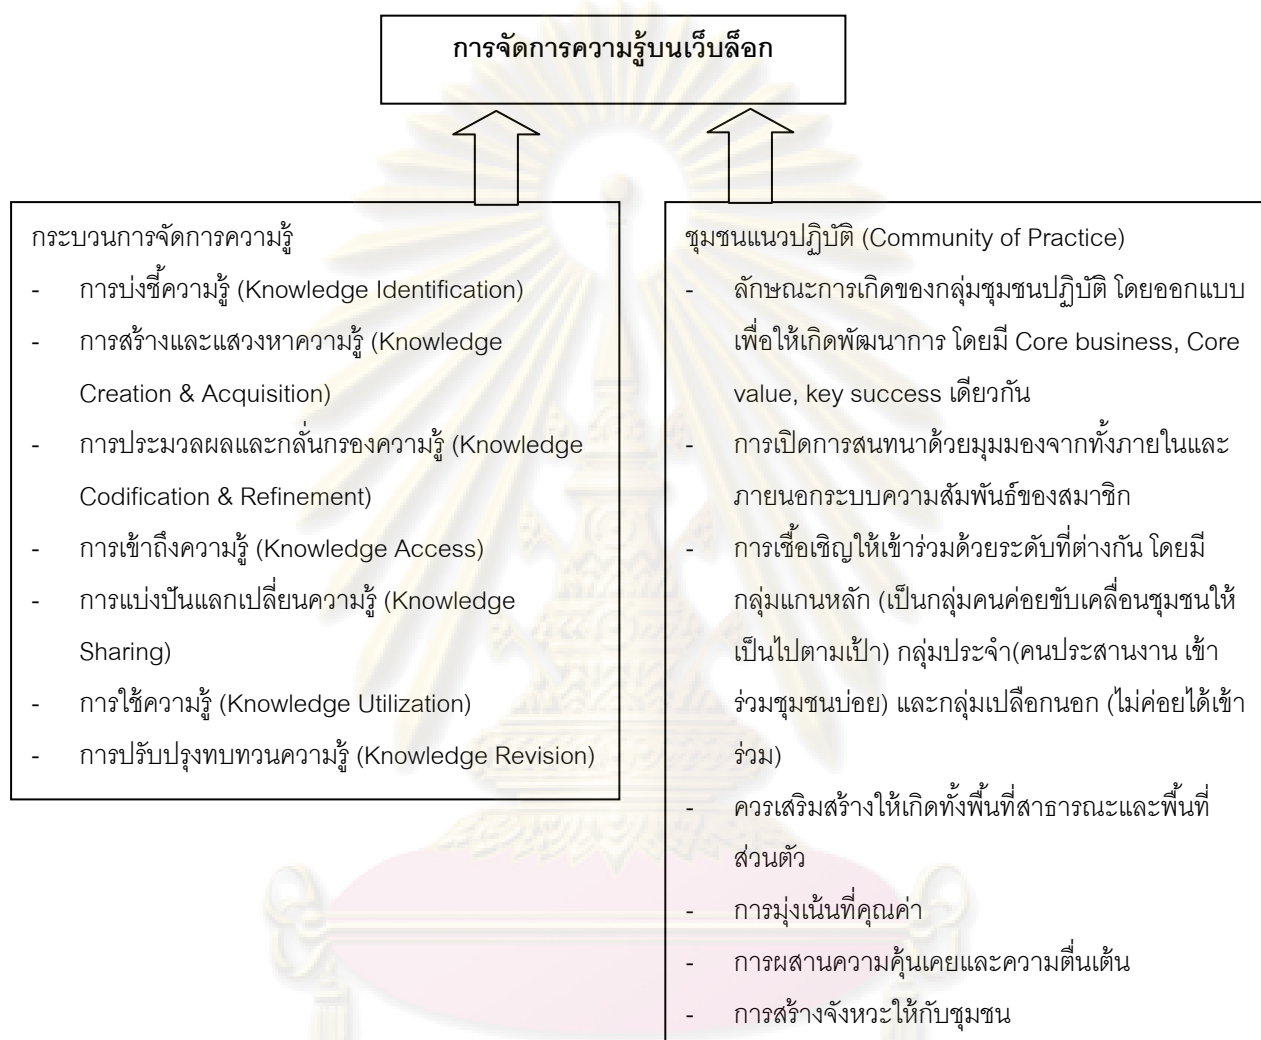 การจัดการความรู้บนเว็บล็อก
กระบวนการจัดการความรู้
- การบ่งชี้ความรู้ (Knowledge Identification)
- การสร้างและแสวงหาความรู้ (Knowledge
Creation & Acquisition)
- การประมวลผลและกลั่นกรองความรู้ (Knowledge
Codification & Refinement)
- การเข้าถึงความรู้ (Knowledge Access)
- การแบ่งปันแลกเปลี่ยนความรู้ (Knowledge
Sharing)
- การใช้ความรู้ (Knowledge Utilization)
- การปรับปรุงทบทวนความรู้ (Knowledge Revision)
ชุมชนแนวปฏิบัติ (Community of Practice)
- ลักษณะการเกิดของกลุ่มชุมชนปฏิบัติ โดยออกแบบ
เพื่อให้เกิดพัฒนาการ โดยมี Core business, Core
value, key success เดียวกัน
- การเปิดการสนทนาด้วยมุมมองจากทั้งภายในและ
ภายนอกระบบความสัมพันธ์ของสมาชิก
- การเชื้อเชิญให้เข้าร่วมด้วยระดับที่ต่างกัน โดยมี
กลุ่มแกนหลัก (เป็นกลุ่มคนค่อยขับเคลื่อนชุมชนให้
เป็นไปตามเป้า) กลุ่มประจำ(คนประสานงาน เข้า
ร่วมชุมชนบ่อย) และกลุ่มเปลือกนอก (ไม่ค่อยได้เข้า
ร่วม)
- ควรเสริมสร้างให้เกิดทั้งพื้นที่สาธารณะและพื้นที่
ส่วนตัว
- การมุ่งเน้นที่คุณค่า
- การผสานความคุ้นเคยและความตื่นเต้น
- การสร้างจังหวะให้กับชุมชน